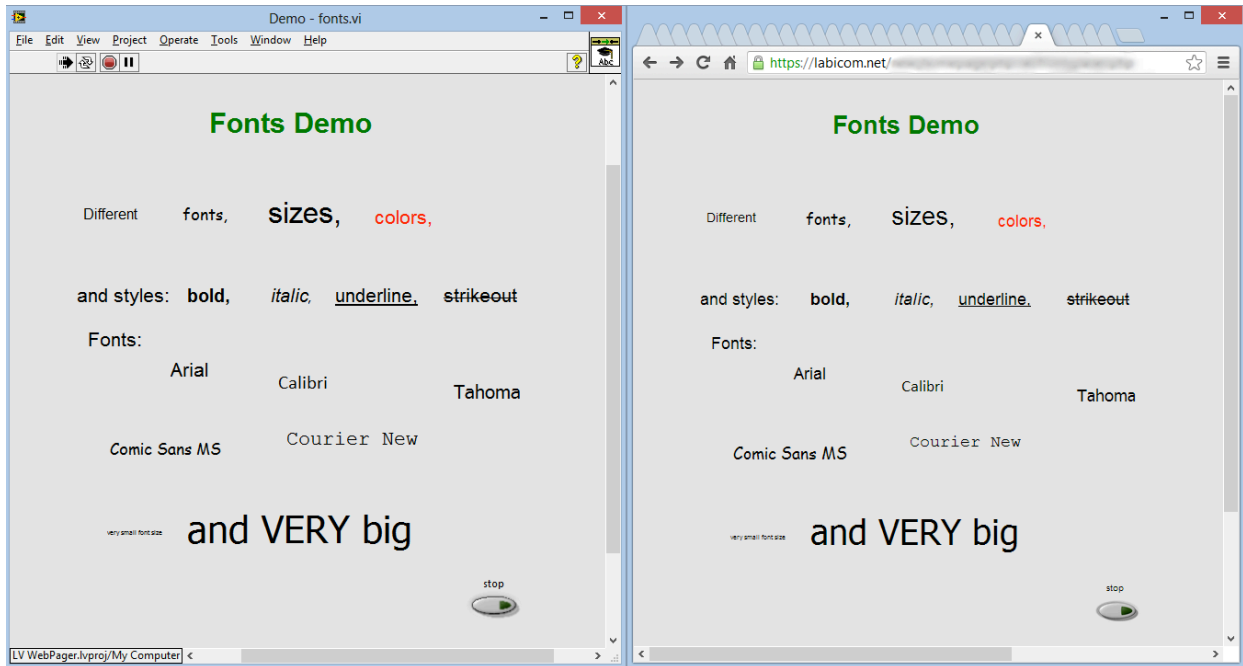 Demo - fonts.vi
File Edit View Project Operate Tools Window Help
Abc
Fonts Demo
Different fonts, sizes, colors,
and styles: bold, italic, underline, strikeout
Fonts:
Arial
Calibri
Tahoma
Courier New
Comic Sans MS
very small font size
and VERY big
stop
LV WebPager.lvproj/My Computer
https://labicom.net/
Fonts Demo
Different fonts, sizes, colors,
and styles: bold, italic, underline, strikeout
Fonts:
Arial
Calibri
Tahoma
Courier New
Comic Sans MS
very small font size
and VERY big
stop